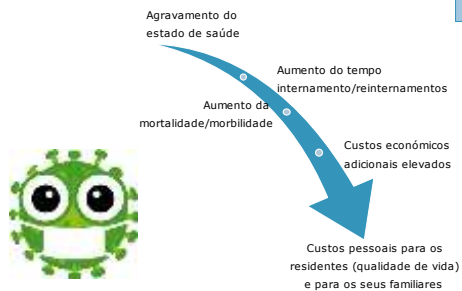 Agravamento do
estado de saúde
Aumento do tempo
internamento/reinternamentos
Aumento da
mortalidade/morbilidade
Custos económicos
adicionais elevados
Custos pessoais para os
residentes (qualidade de vida)
e para os seus familiares